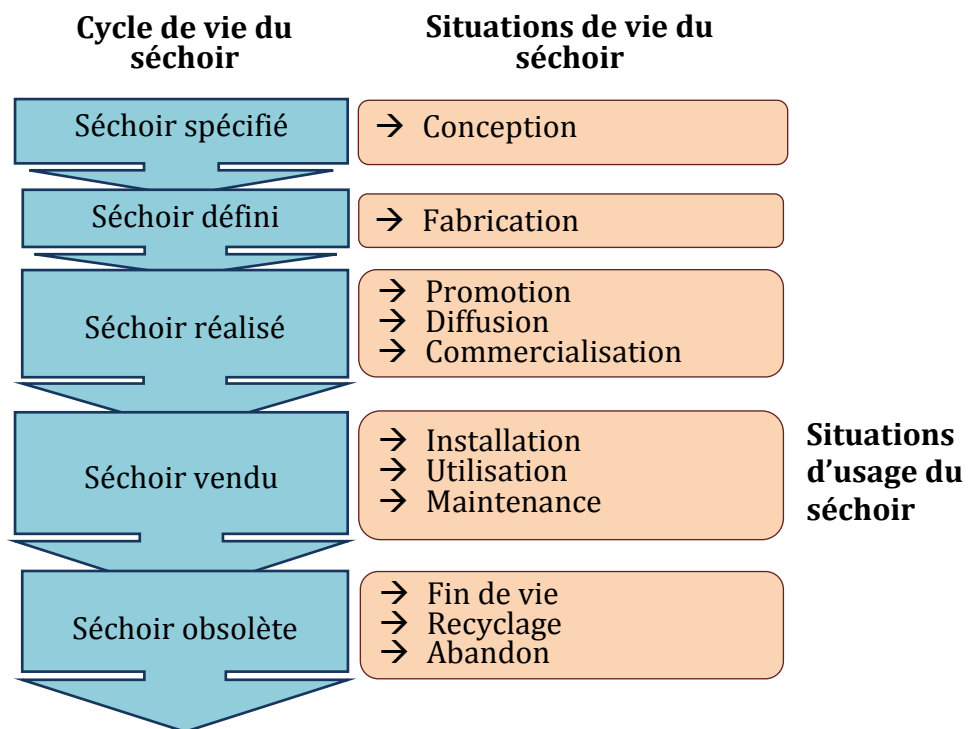 Cycle de vie du
séchoir
Situations de vie du
séchoir
Séchoir spécifié
→ Conception
Séchoir défini
→ Fabrication
Séchoir réalisé
→ Promotion
→ Diffusion
→ Commercialisation
Séchoir vendu
→ Installation
→ Utilisation
→ Maintenance
Situations
d'usage du
séchoir
Séchoir obsolète
→ Fin de vie
→ Recyclage
→ Abandon